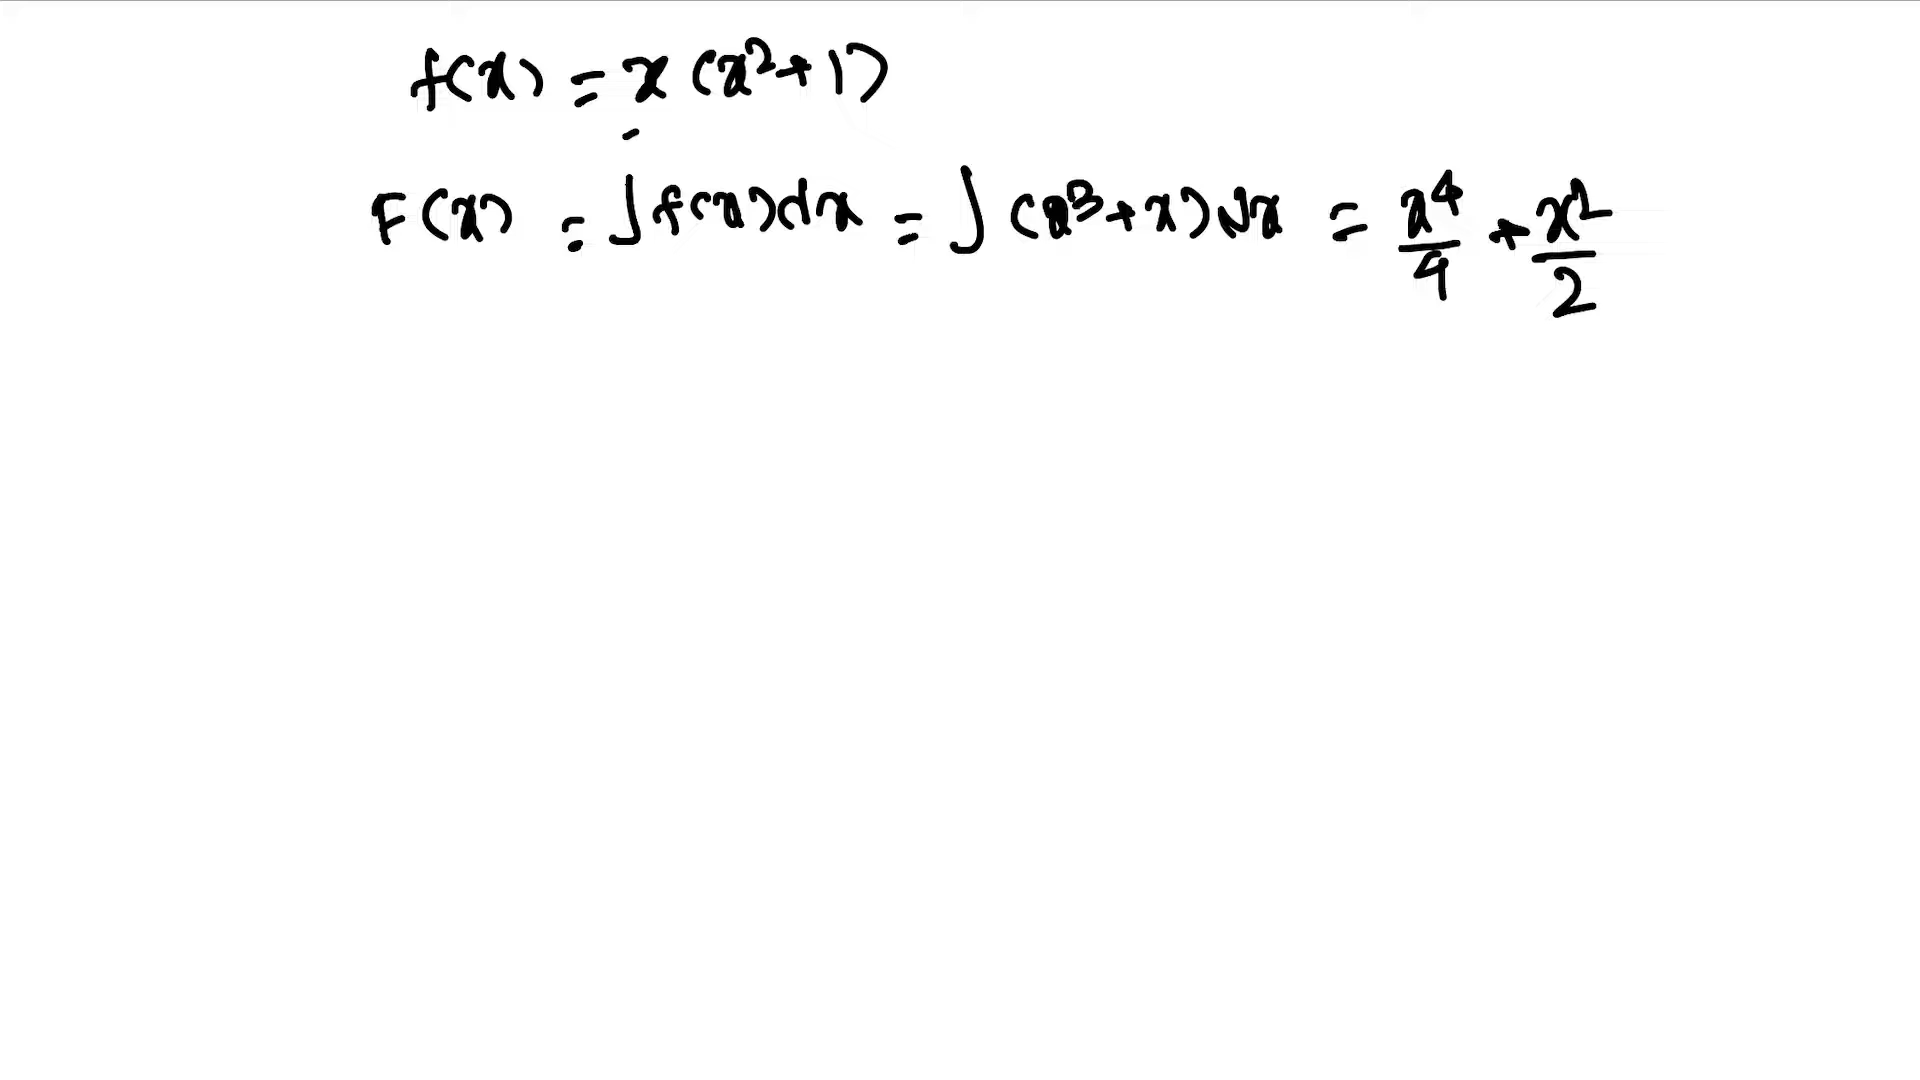 f(x) = x (x²+1)
F(x) = ∫f(x)dx = ∫(x³+x)dx = x⁴/4 + x²/2